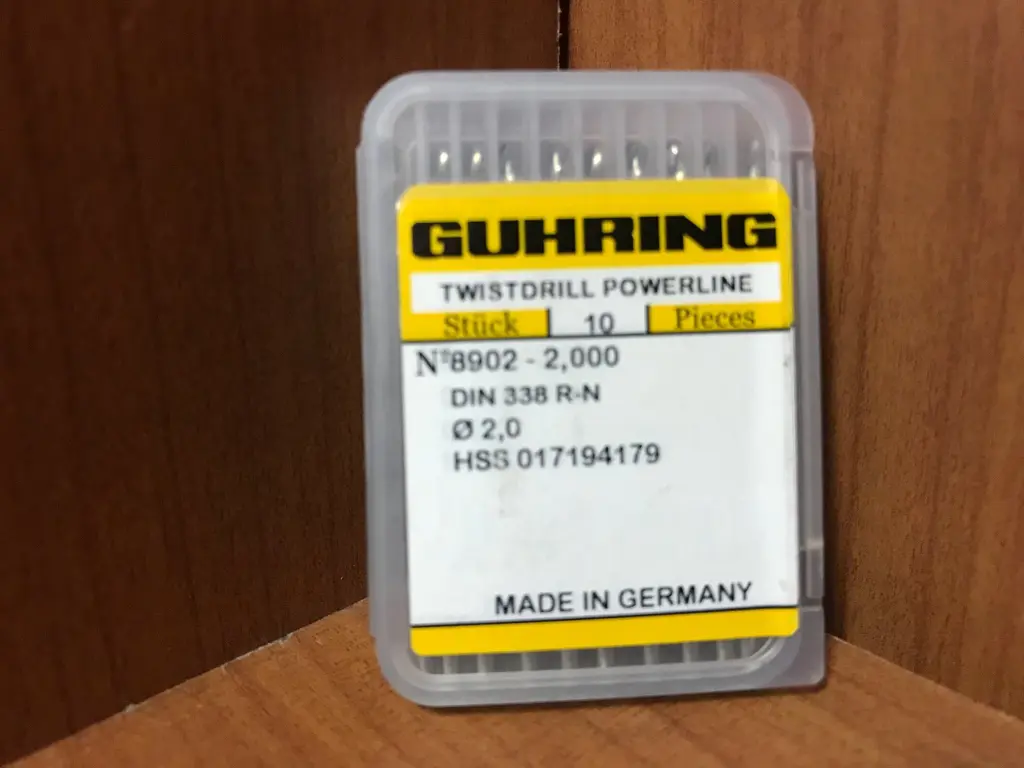 GUHRING
TWISTDRILL POWERLINE
Stück 10 Pieces
N°8902 - 2,000
DIN 338 R-N
Ø 2,0
HSS 017194179
MADE IN GERMANY